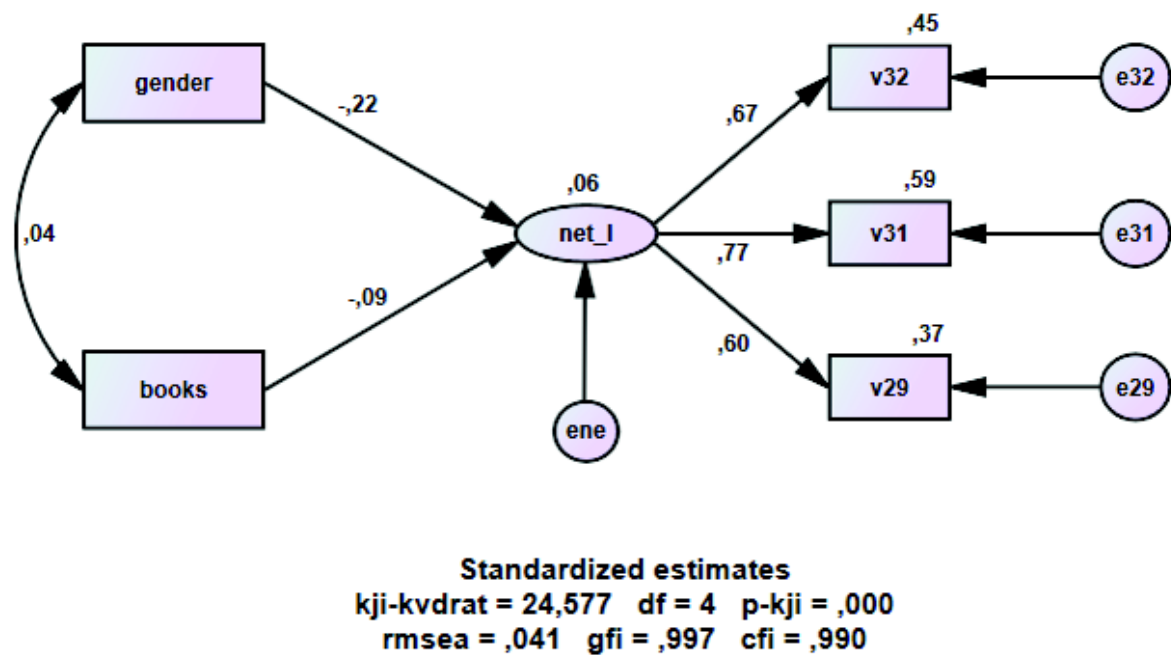 ,45
gender
v32
e32
-,22
,67
,06
,59
,04
net_l
v31
e31
,77
-,09
,60
,37
books
v29
e29
ene
Standardized estimates
kji-kvdrat = 24,577 df = 4 p-kji = ,000
rmsea = ,041 gfi = ,997 cfi = ,990